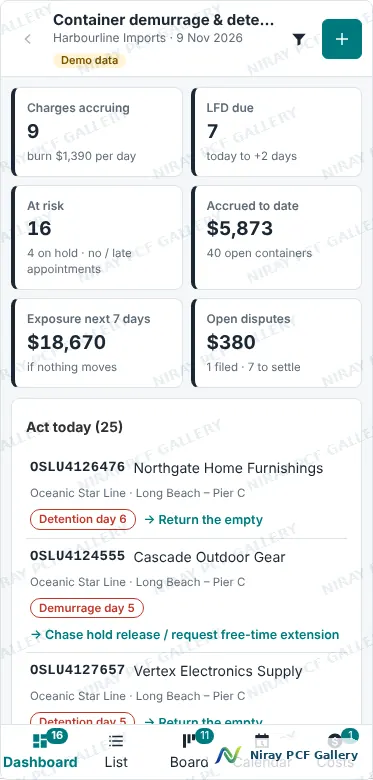 Container demurrage & dete...
Harbourline Imports · 9 Nov 2026
Demo data
Charges accruing
9
burn $1,390 per day
LFD due
7
today to +2 days
At risk
16
4 on hold · no / late
appointments
Accrued to date
$5,873
40 open containers
Exposure next 7 days
$18,670
if nothing moves
Open disputes
$380
1 filed · 7 to settle
Act today (25)
OSLU4126476 Northgate Home Furnishings
Oceanic Star Line · Long Beach – Pier C
Detention day 6 → Return the empty
OSLU4124555 Cascade Outdoor Gear
Oceanic Star Line · Long Beach – Pier C
Demurrage day 5
→ Chase hold release / request free-time extension
OSLU4127657 Vertex Electronics Supply
Oceanic Star Line · Long Beach – Pier C
Detention day 5 → Return the empty
16 11 1
Dashboard List Board Calendar Costs
Niray PCF Gallery
NIRAY PCF GALLERY